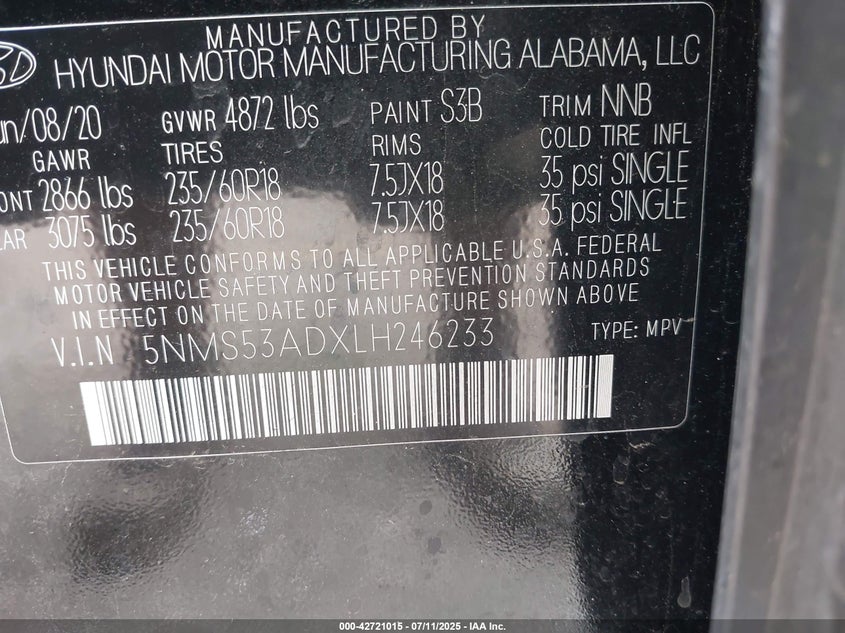 MANUFACTURED BY
HYUNDAI MOTOR MANUFACTURING ALABAMA, LLC
/08/20 GVWR 4872 lbs PAINT S3B TRIM NNB
GAWR TIRES RIMS COLD TIRE INFL
2866 lbs 235/60R18 7.5JX18 35 psi SINGLE
3075 lbs 235/60R18 7.5JX18 35 psi SINGLE
THIS VEHICLE CONFORMS TO ALL APPLICABLE U.S.A. FEDERAL
MOTOR VEHICLE SAFETY AND THEFT PREVENTION STANDARDS
IN EFFECT ON THE DATE OF MANUFACTURE SHOWN ABOVE
V.I.N 5NMS53ADXLH246233 TYPE: MPV
000-42721015 - 07/11/2025 - IAA Inc.